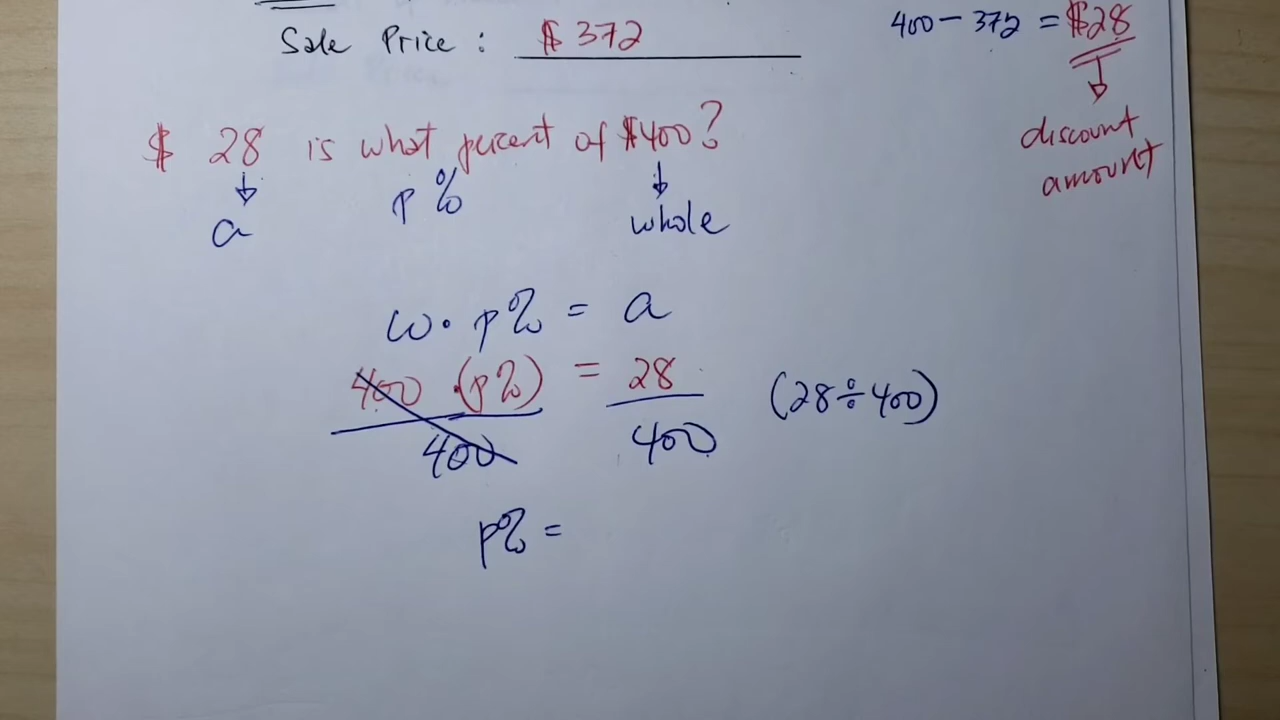 Sale Price : $ 372
400 - 372 = $28
discount
amount
$ 28 is what percent of $400?
a p% whole
w · p% = a
400 · (p%) = 28 (28 ÷ 400)
400 400
p% =